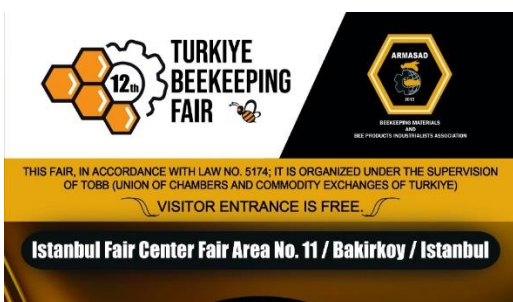 12th
TURKIYE
BEEKEEPING
FAIR
ARMASAD
BEEKEEPING MATERIALS
AND
BEE PRODUCTS INDUSTRIALISTS ASSOCIATION
THIS FAIR, IN ACCORDANCE WITH LAW NO. 5174; IT IS ORGANIZED UNDER THE SUPERVISION
OF TOBB (UNION OF CHAMBERS AND COMMODITY EXCHANGES OF TURKIYE)
VISITOR ENTRANCE IS FREE.
Istanbul Fair Center Fair Area No. 11 / Bakirkoy / Istanbul